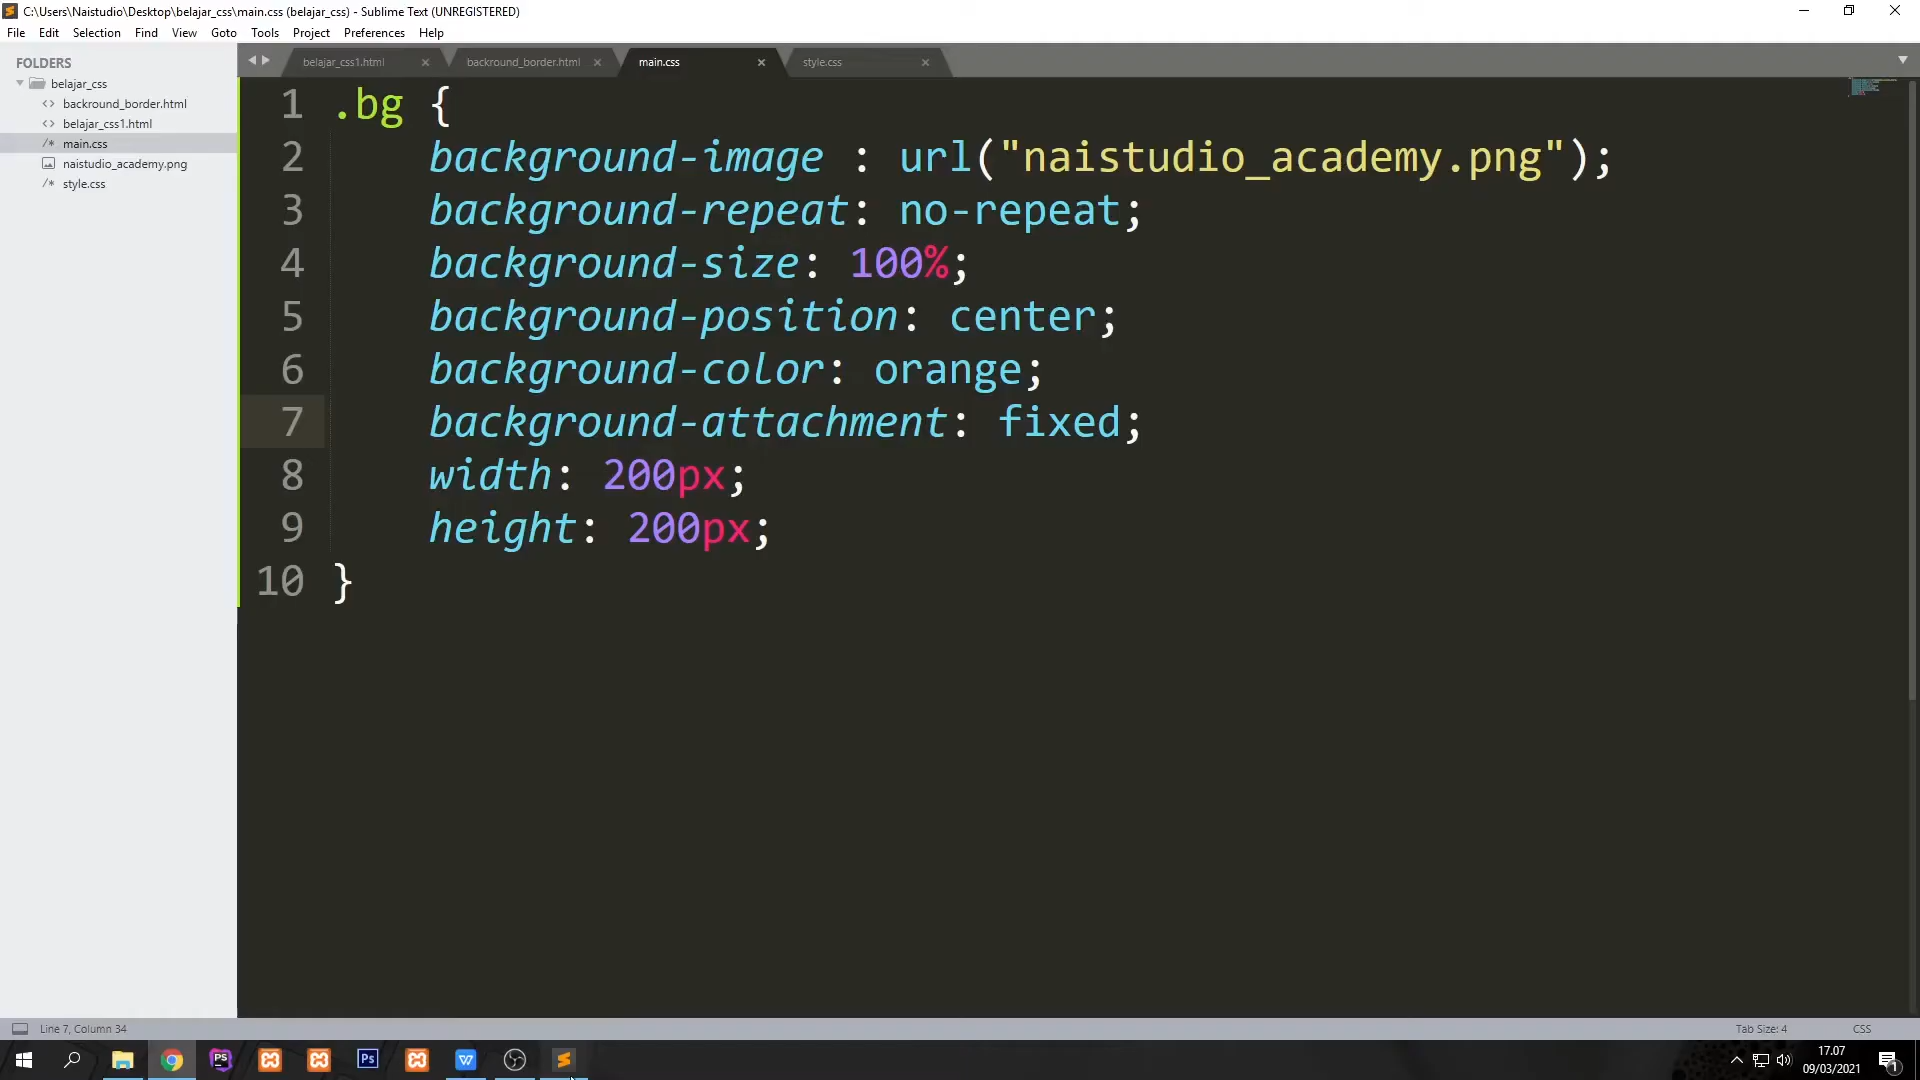 C:\Users\Naistudio\Desktop\belajar_css\main.css (belajar_css) - Sublime Text (UNREGISTERED)
File Edit Selection Find View Goto Tools Project Preferences Help
FOLDERS
belajar_css
backround_border.html
belajar_css1.html
main.css
naistudio_academy.png
style.css
belajar_css1.html backround_border.html main.css style.css
1 .bg {
2 background-image : url("naistudio_academy.png");
3 background-repeat: no-repeat;
4 background-size: 100%;
5 background-position: center;
6 background-color: orange;
7 background-attachment: fixed;
8 width: 200px;
9 height: 200px;
10 }
Line 7, Column 34 Tab Size: 4 CSS
17.07
09/03/2021